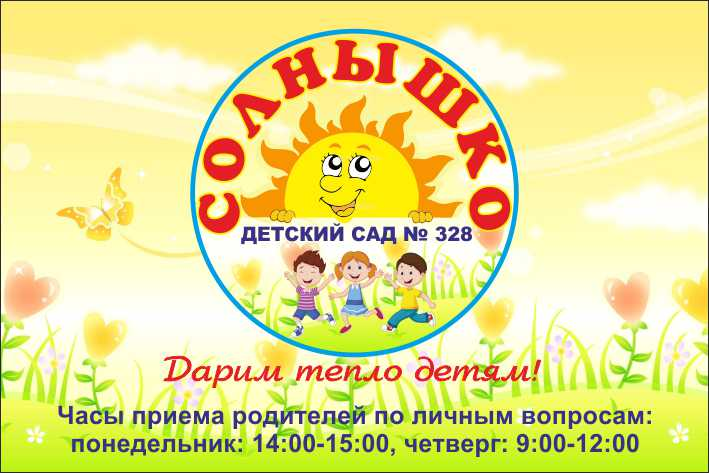 СОЛНЫШКО
ДЕТСКИЙ САД № 328
Дарим тепло детям!
Часы приема родителей по личным вопросам:
понедельник: 14:00-15:00, четверг: 9:00-12:00